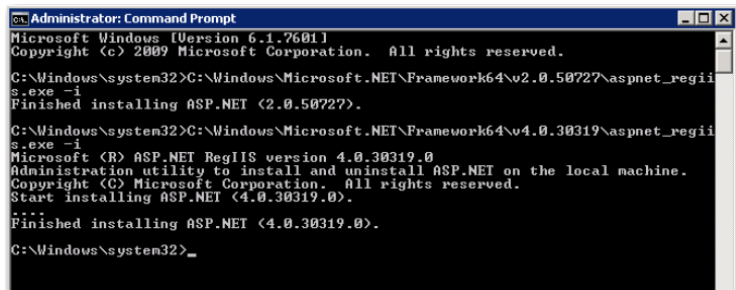 Administrator: Command Prompt
Microsoft Windows [Version 6.1.7601]
Copyright (c) 2009 Microsoft Corporation.  All rights reserved.
C:\Windows\system32>C:\Windows\Microsoft.NET\Framework64\v2.0.50727\aspnet_regii
s.exe -i
Finished installing ASP.NET (2.0.50727).
C:\Windows\system32>C:\Windows\Microsoft.NET\Framework64\v4.0.30319\aspnet_regii
s.exe -i
Microsoft (R) ASP.NET RegIIS version 4.0.30319.0
Administration utility to install and uninstall ASP.NET on the local machine.
Copyright (C) Microsoft Corporation.  All rights reserved.
Start installing ASP.NET (4.0.30319.0).
....
Finished installing ASP.NET (4.0.30319.0).
C:\Windows\system32>_